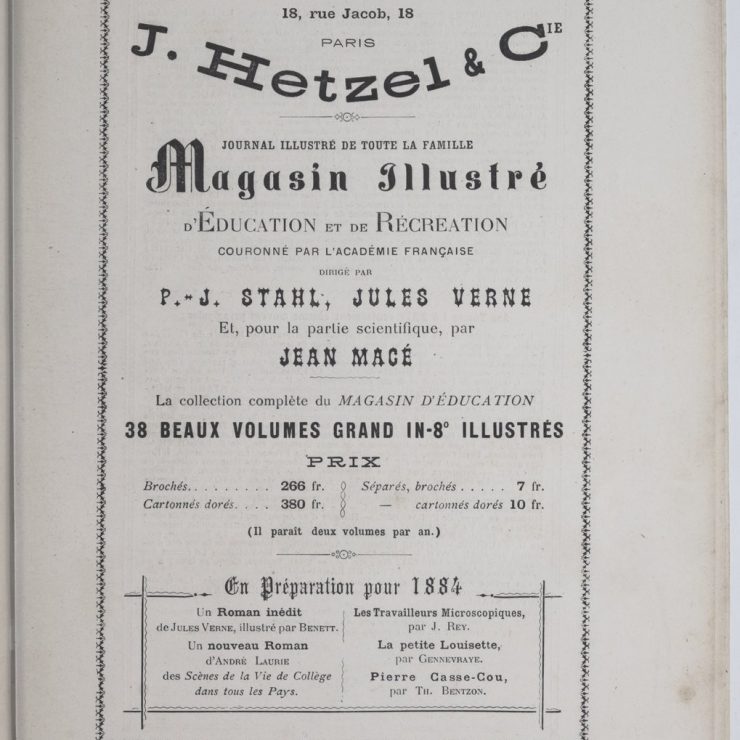 18, rue Jacob, 18
PARIS
J. Hetzel & CIE
JOURNAL ILLUSTRÉ DE TOUTE LA FAMILLE
Magasin Illustré
D'ÉDUCATION ET DE RÉCRÉATION
COURONNÉ PAR L'ACADÉMIE FRANÇAISE
DIRIGÉ PAR
P.-J. STAHL, JULES VERNE
Et, pour la partie scientifique, par
JEAN MACÉ
La collection complète du MAGASIN D'ÉDUCATION
38 BEAUX VOLUMES GRAND IN-8º ILLUSTRÉS
PRIX
Brochés. . . . . . . . . 266 fr. Séparés, brochés . . . . . 7 fr.
Cartonnés dorés. . . . 380 fr. — cartonnés dorés 10 fr.
(Il paraît deux volumes par an.)
En Préparation pour 1884
UN Roman inédit
de JULES VERNE, illustré par BENETT.
Un nouveau Roman
d'ANDRÉ LAURIE
des Scènes de la Vie de Collège
dans tous les Pays.
Les Travailleurs Microscopiques,
par J. REY.
La petite Louisette,
par GENNEVRAYE.
Pierre Casse-Cou,
par TH. BENTZON.